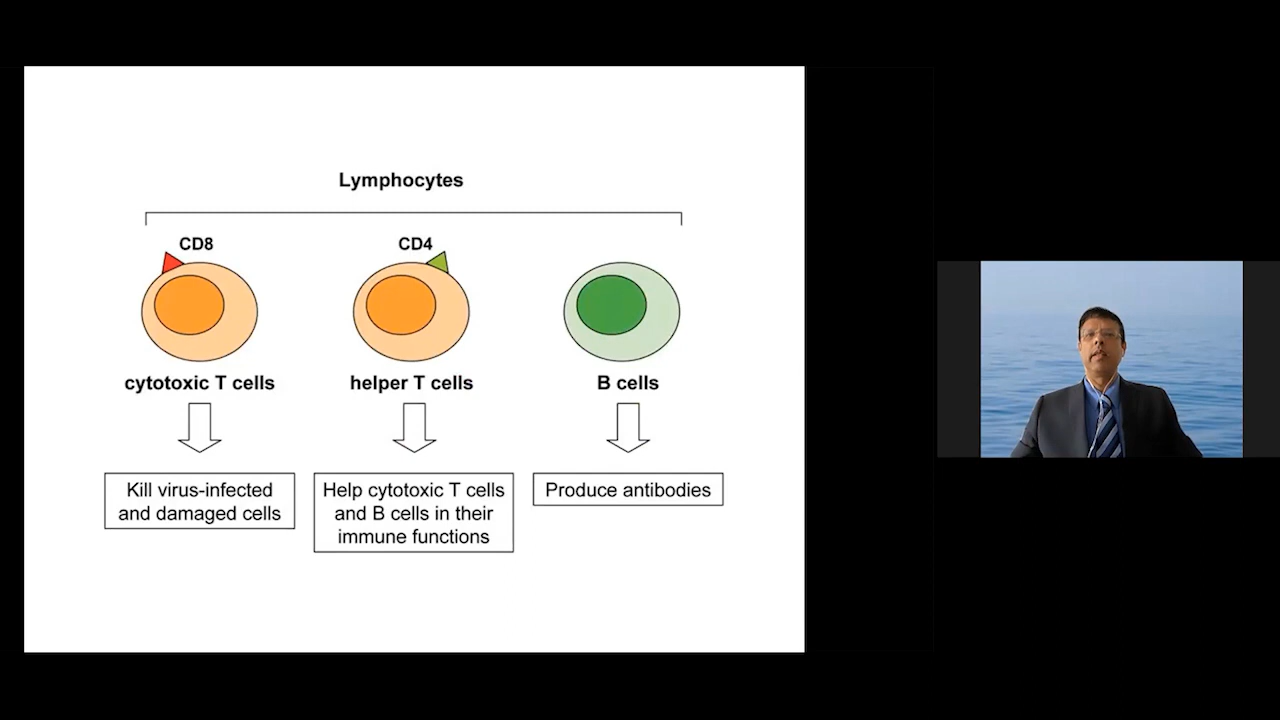 Lymphocytes
CD8
CD4
cytotoxic T cells
helper T cells
B cells
Kill virus-infected
and damaged cells
Help cytotoxic T cells
and B cells in their
immune functions
Produce antibodies